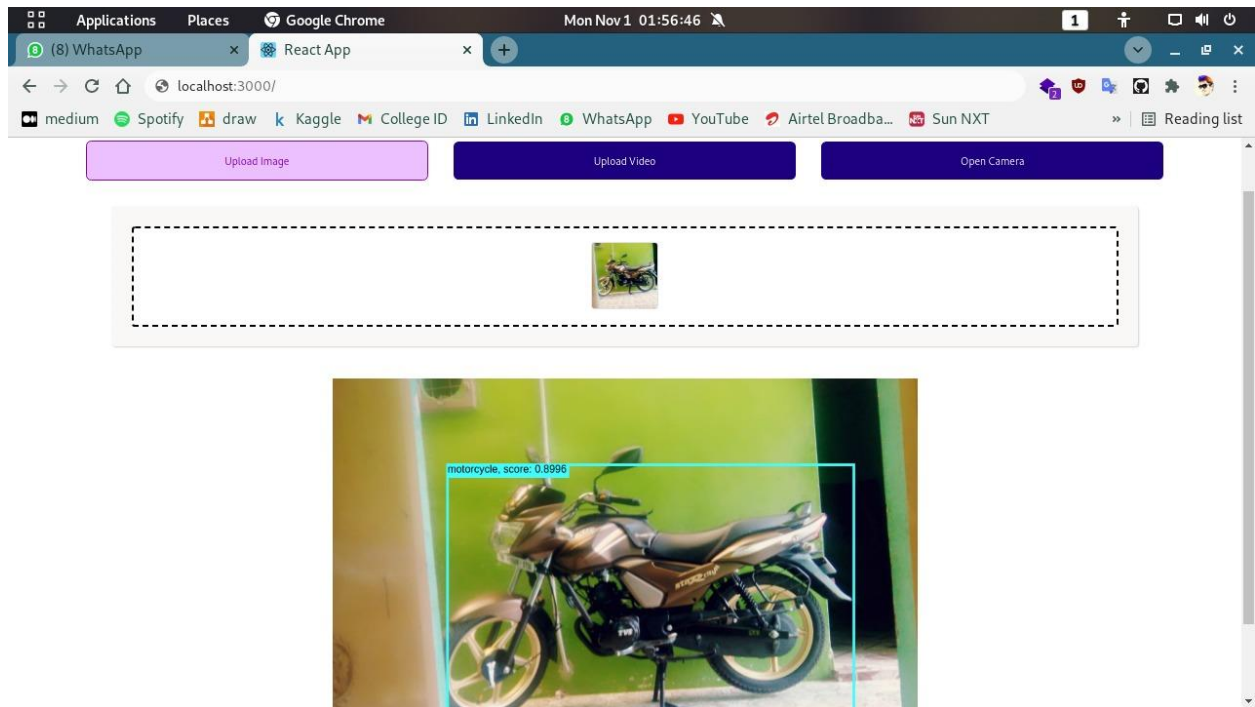 Applications Places Google Chrome Mon Nov 1 01:56:46 1
(8) WhatsApp × React App × +
localhost:3000/
medium Spotify draw Kaggle College ID LinkedIn WhatsApp YouTube Airtel Broadba... Sun NXT » Reading list
Upload Image Upload Video Open Camera
motorcycle, score: 0.8996
TVS